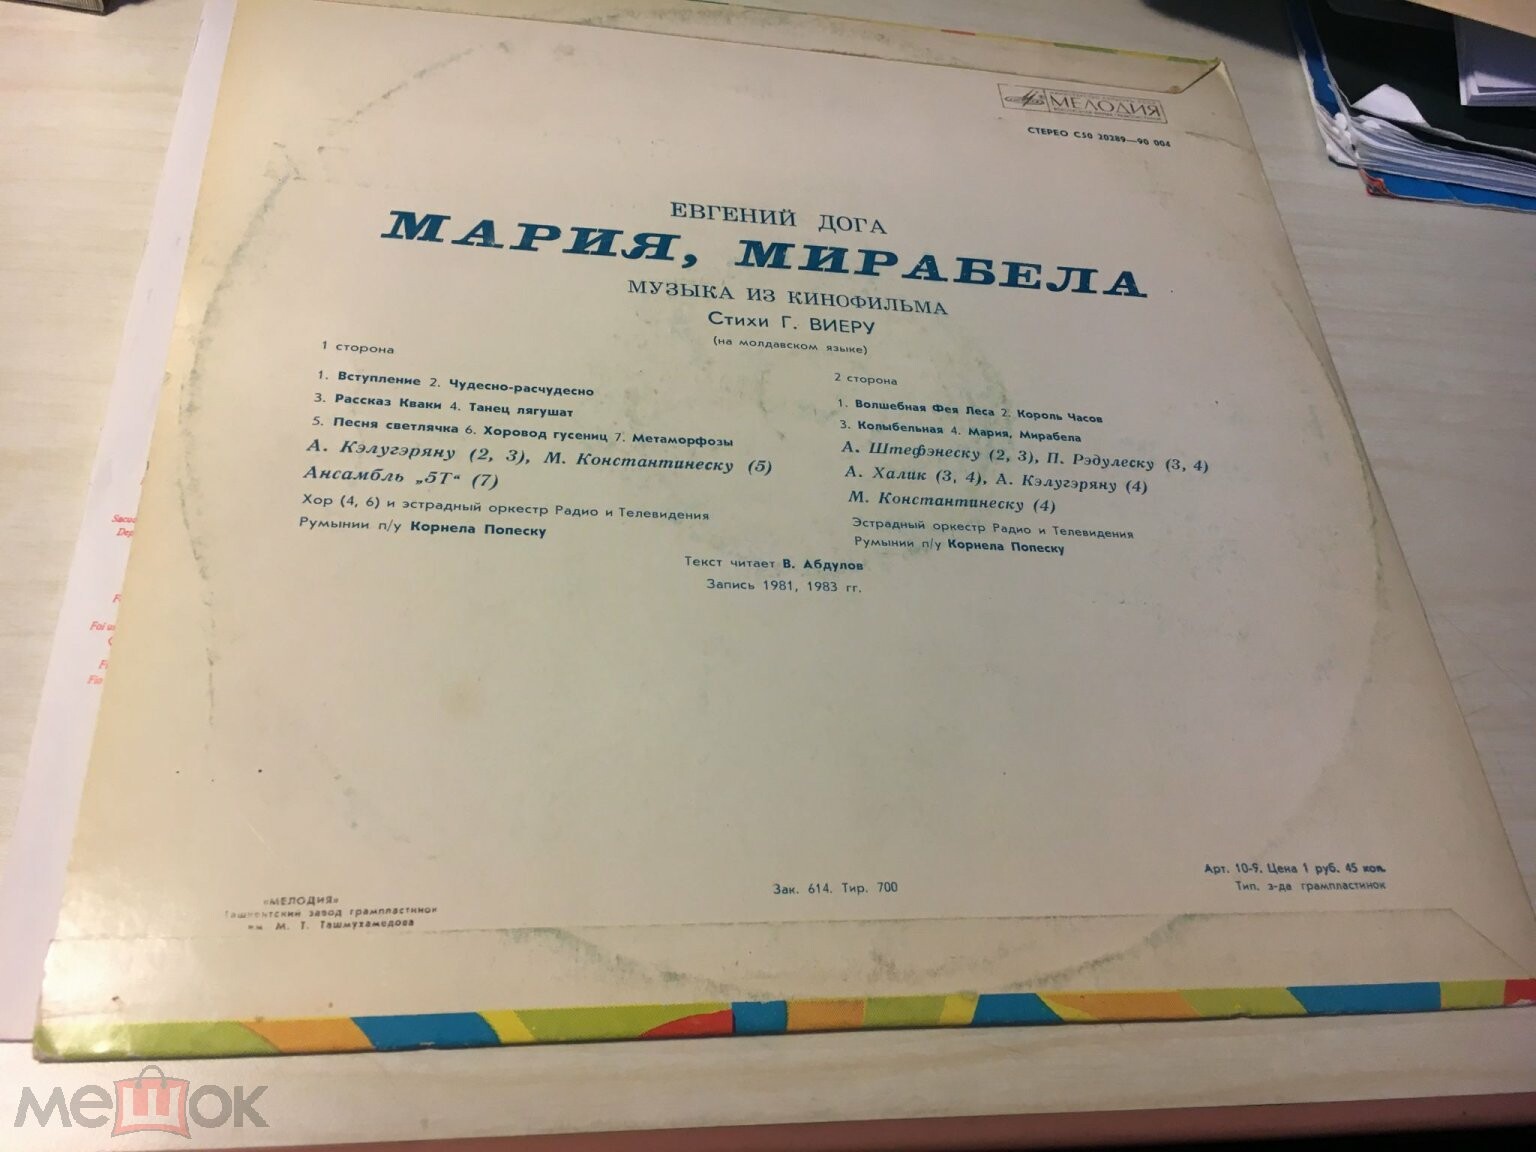 МЕЛОДИЯ
СТЕРЕО С50 20289—90 004
ЕВГЕНИЙ ДОГА
МАРИЯ, МИРАБЕЛА
МУЗЫКА ИЗ КИНОФИЛЬМА
Стихи Г. ВИЕРУ
(на молдавском языке)
1 сторона
1. Вступление 2. Чудесно-расчудесно
3. Рассказ Кваки 4. Танец лягушат
5. Песня светлячка 6. Хоровод гусениц 7. Метаморфозы
А. Кэлугэряну (2, 3), М. Константинеску (5)
Ансамбль „5Т“ (7)
Хор (4, 6) и эстрадный оркестр Радио и Телевидения
Румынии п/у Корнела Попеску
2 сторона
1. Волшебная Фея Леса 2. Король Часов
3. Колыбельная 4. Мария, Мирабела
А. Штефэнеску (2, 3), П. Рэдулеску (3, 4)
А. Халик (3, 4), А. Кэлугэряну (4)
М. Константинеску (4)
Эстрадный оркестр Радио и Телевидения
Румынии п/у Корнела Попеску
Текст читает В. Абдулов
Запись 1981, 1983 гг.
«МЕЛОДИЯ»
Ташкентский завод грампластинок
им М. Т. Ташмухамедова
Зак. 614. Тир. 700
Арт. 10-9. Цена 1 руб. 45 коп.
Тип. з-да грампластинок
мешок